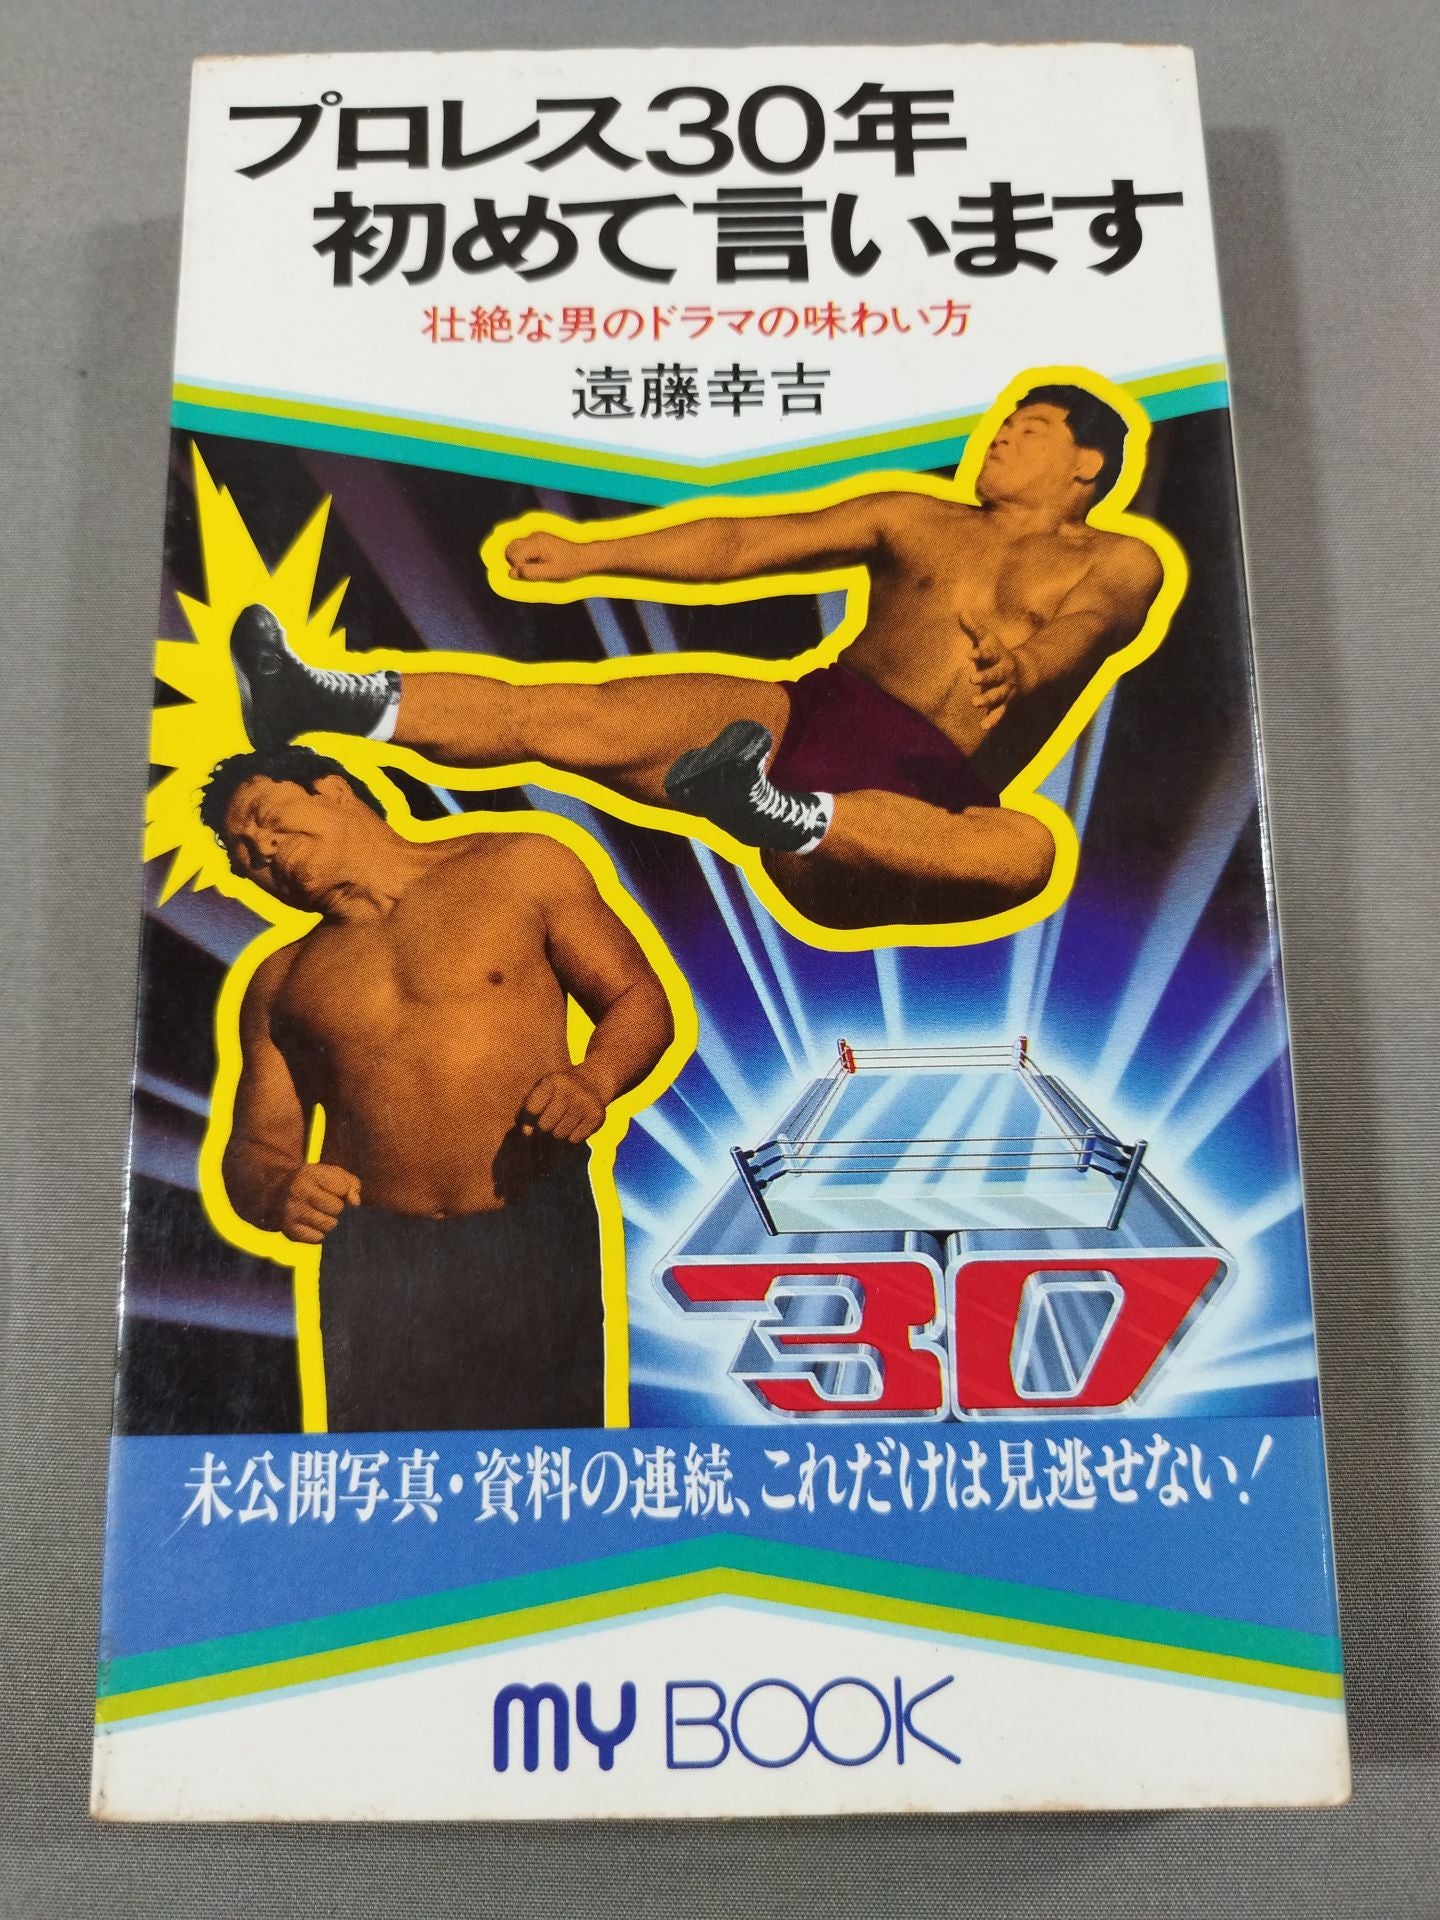 プロレス30年
初めて言います
壮絶な男のドラマの味わい方
遠藤幸吉
30
未公開写真・資料の連続、これだけは見逃せない!
my BOOK